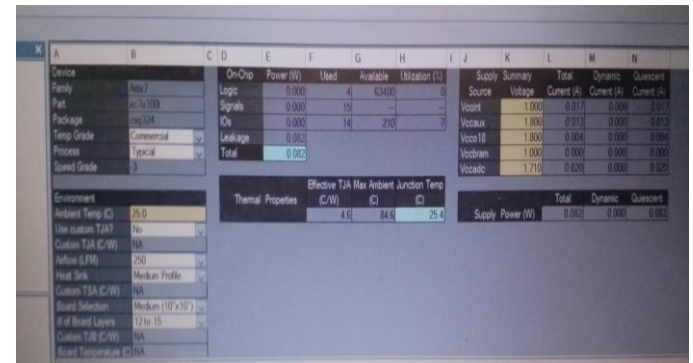 X
A B C D E F G H I J K L M N
Device On-Chip Power (W) Used Available Utilization (%) Supply Summary Total Dynamic Quiescent
Family Artix7 Logic 0.000 4 63400 0 Source Voltage Current (A) Current (A) Current (A)
Part xc7a100t Signals 0.000 15 --- --- Vccint 1.000 0.017 0.000 0.017
Package csg324 IOs 0.000 14 210 7 Vccaux 1.800 0.013 0.000 0.013
Temp Grade Commercial Leakage 0.082 Vcco18 1.800 0.004 0.000 0.004
Process Typical Total 0.082 Vccbram 1.000 0.000 0.000 0.000
Speed Grade -3 Vccadc 1.710 0.020 0.000 0.020
Effective TJA Max Ambient Junction Temp
Environment Thermal Properties (C/W) (C) (C) Total Dynamic Quiescent
Ambient Temp (C) 25.0 4.6 84.6 25.4 Supply Power (W) 0.082 0.000 0.082
Use custom TJA? No
Custom TJA (C/W) NA
Airflow (LFM) 250
Heat Sink Medium Profile
Custom TSA (C/W) NA
Board Selection Medium (10"x10")
# of Board Layers 12 to 15
Custom TJB (C/W) NA
Board Temperature (C) NA